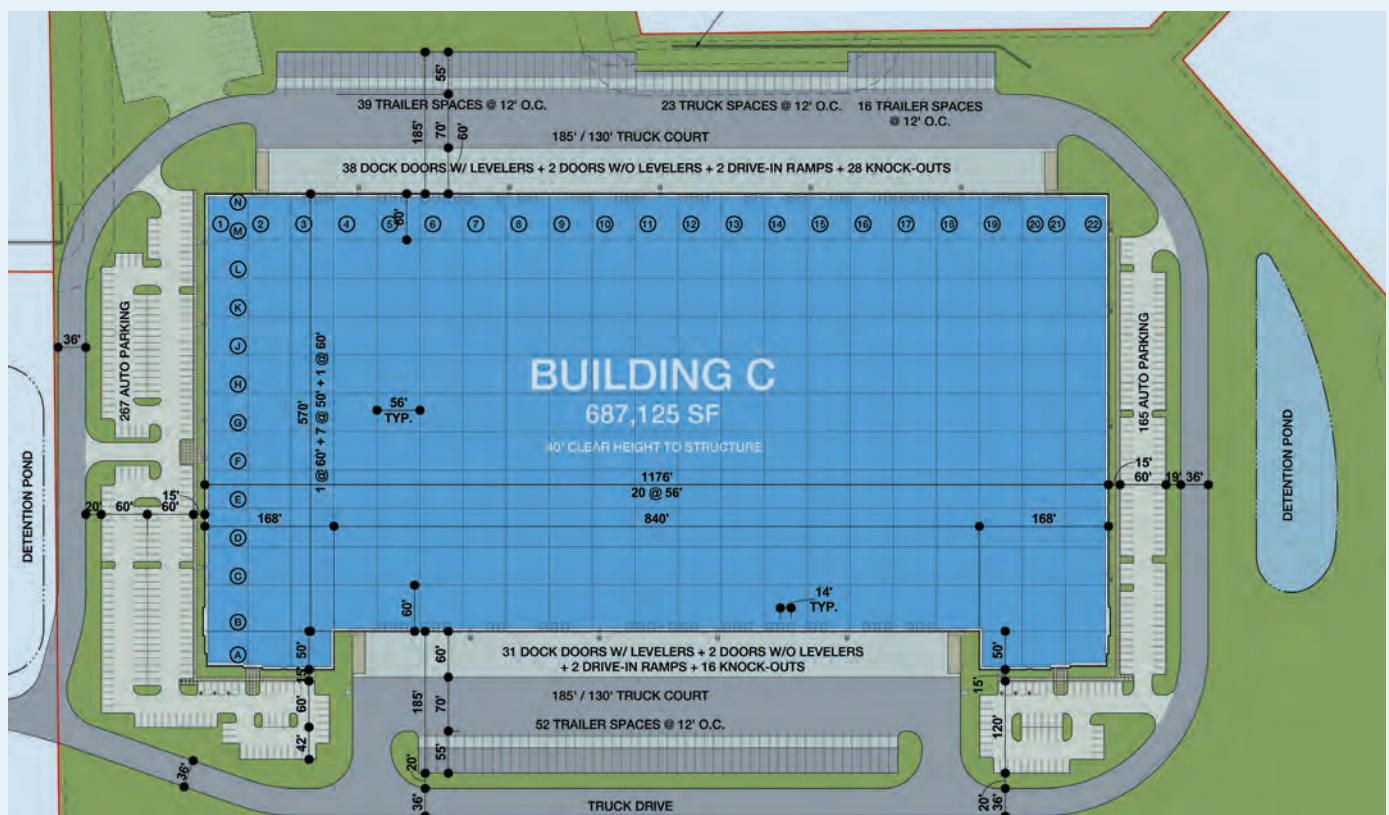 55'
39 TRAILER SPACES @ 12' O.C.
23 TRUCK SPACES @ 12' O.C.
16 TRAILER SPACES
@ 12' O.C.
185'
70'
60'
185' / 130' TRUCK COURT
38 DOCK DOORS W/ LEVELERS + 2 DOORS W/O LEVELERS + 2 DRIVE-IN RAMPS + 28 KNOCK-OUTS
N
1
2
3
4
5
6
7
8
9
10
11
12
13
14
15
16
17
18
19
20
21
22
60'
M
L
K
J
H
G
F
E
D
C
B
A
36'
267 AUTO PARKING
570'
1 @ 60' + 7 @ 50' + 1 @ 60'
BUILDING C
687,125 SF
40' CLEAR HEIGHT TO STRUCTURE
56'
TYP.
165 AUTO PARKING
DETENTION POND
DETENTION POND
1176'
20 @ 56'
15'
60'
19'
36'
15'
20'
60'
60'
168'
840'
168'
60'
14'
TYP.
50'
15'
60'
42'
31 DOCK DOORS W/ LEVELERS + 2 DOORS W/O LEVELERS
+ 2 DRIVE-IN RAMPS + 16 KNOCK-OUTS
60'
185'
70'
185' / 130' TRUCK COURT
52 TRAILER SPACES @ 12' O.C.
55'
20'
36'
50'
15'
120'
20'
36'
36'
TRUCK DRIVE